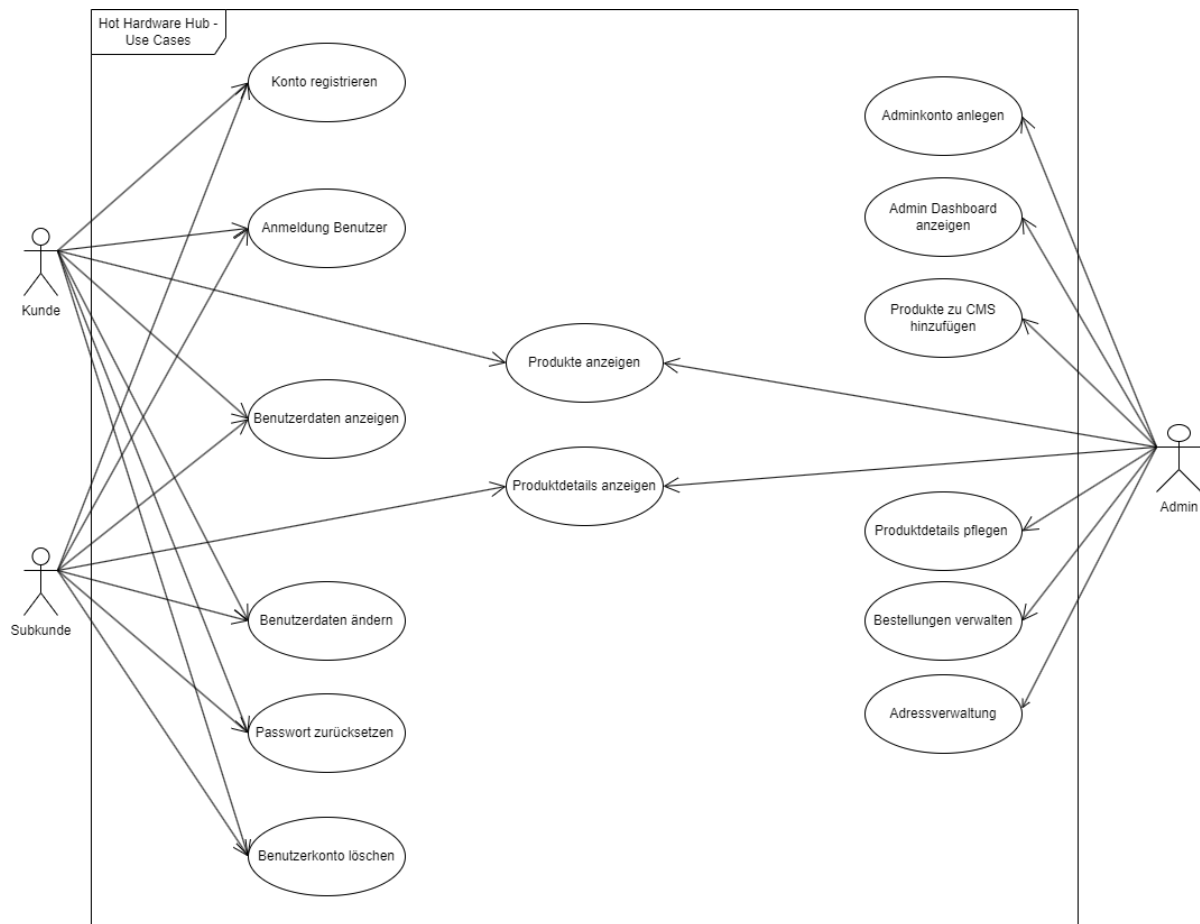 Hot Hardware Hub -
Use Cases
Konto registrieren
Adminkonto anlegen
Anmeldung Benutzer
Admin Dashboard
anzeigen
Kunde
Produkte zu CMS
hinzufügen
Produkte anzeigen
Benutzerdaten anzeigen
Produktdetails anzeigen
Admin
Produktdetails pflegen
Subkunde
Benutzerdaten ändern
Bestellungen verwalten
Adressverwaltung
Passwort zurücksetzen
Benutzerkonto löschen